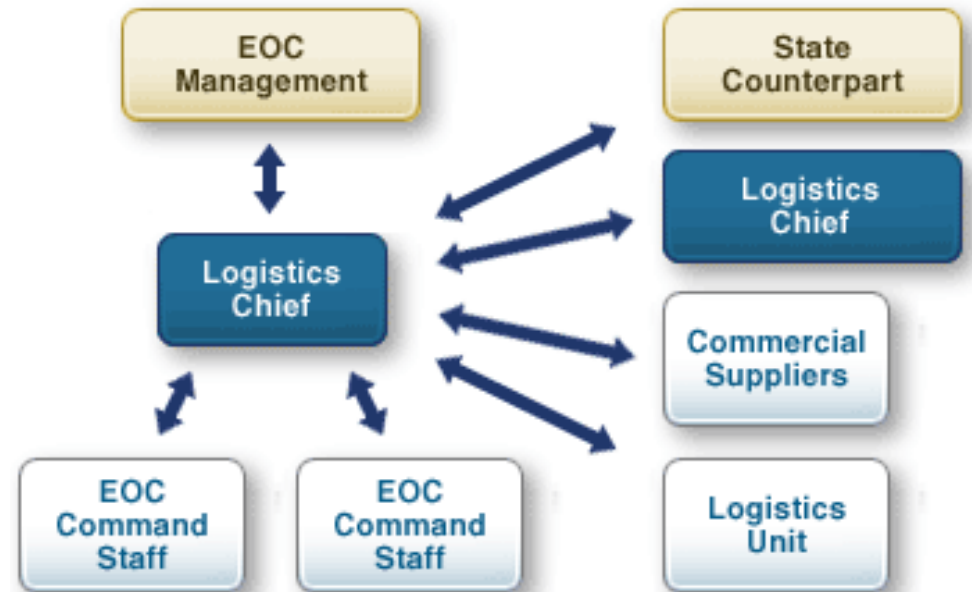 EOC
Management
State
Counterpart
Logistics
Chief
Logistics
Chief
Commercial
Suppliers
EOC
Command
Staff
EOC
Command
Staff
Logistics
Unit